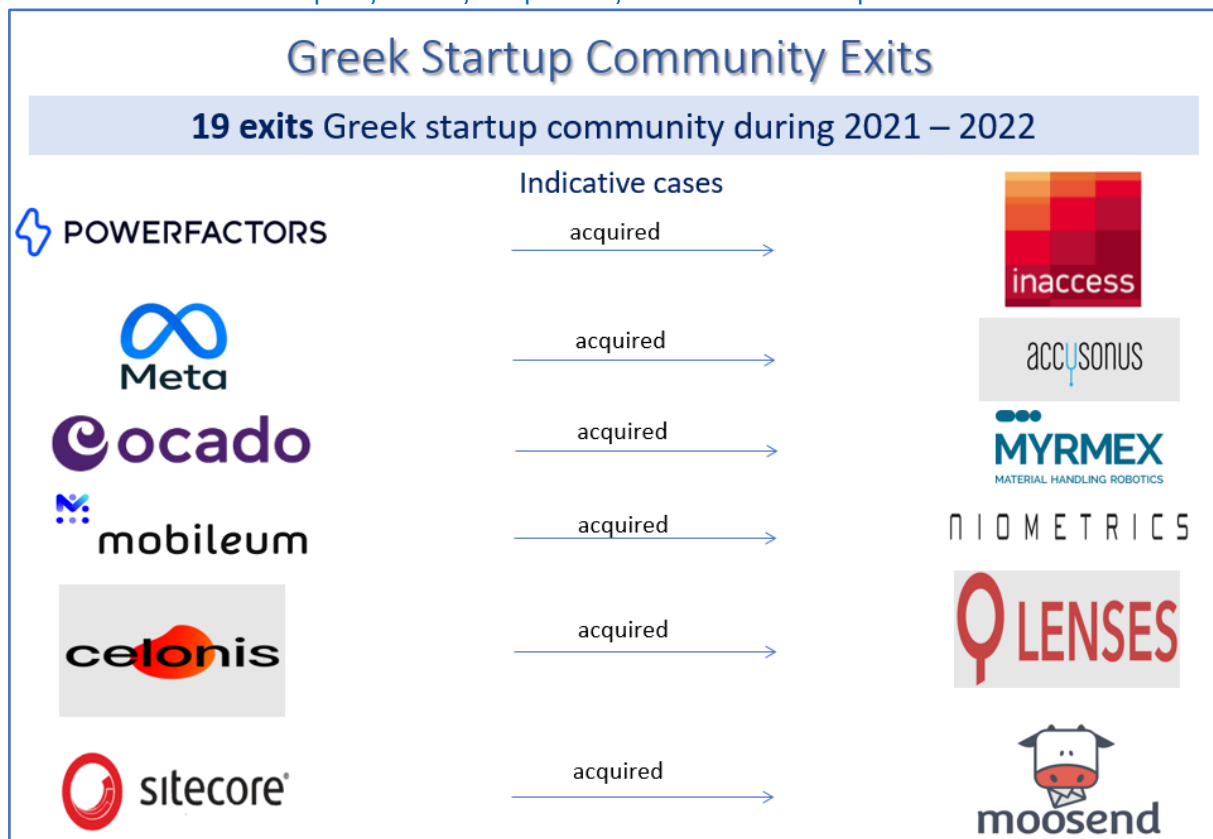 Greek Startup Community Exits
19 exits Greek startup community during 2021 – 2022
Indicative cases
POWERFACTORS acquired inaccess
Meta acquired accusonus
ocado acquired MYRMEX
MATERIAL HANDLING ROBOTICS
mobileum acquired NIOMETRICS
celonis acquired LENSES
sitecore® acquired moosend